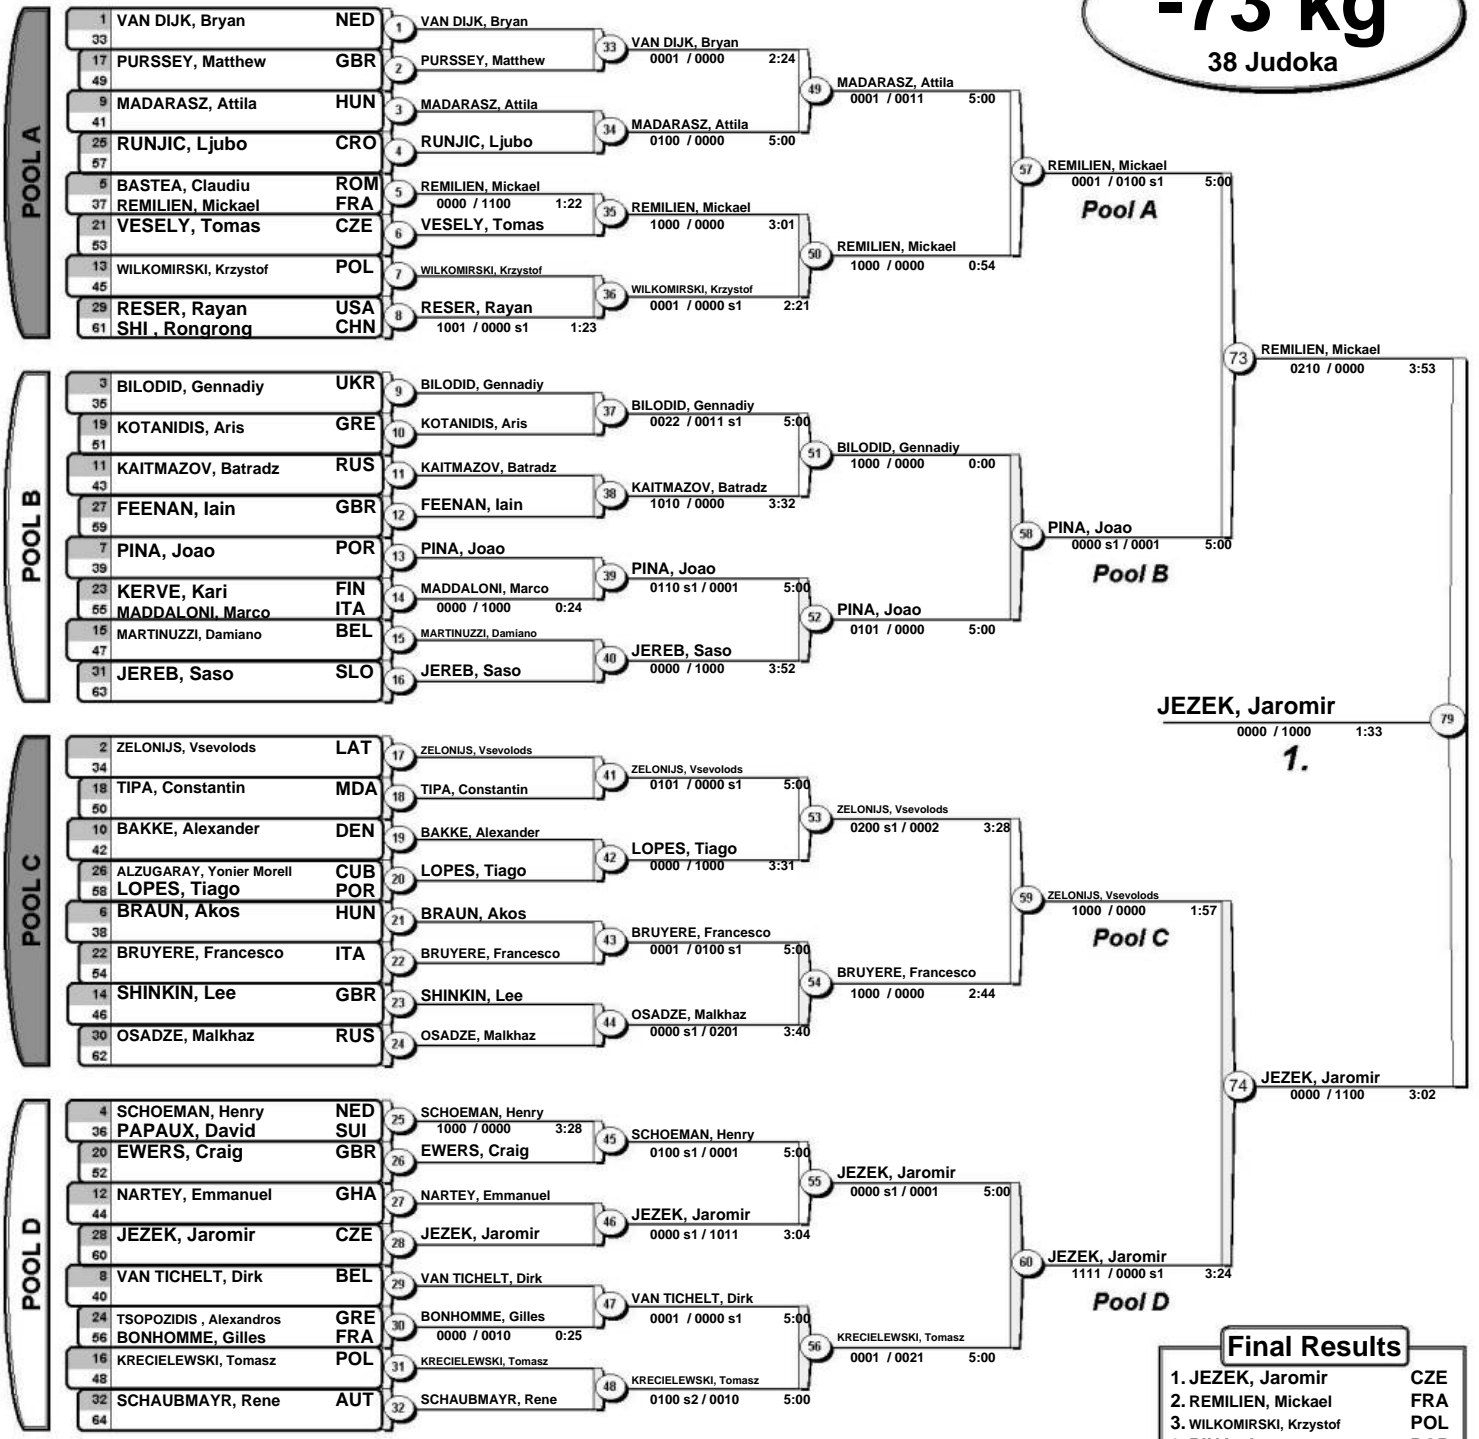 -73 kg
38 Judoka
POOL A
1 VAN DIJK, Bryan NED
33
17 PURSSEY, Matthew GBR
49
9 MADARASZ, Attila HUN
41
25 RUNJIC, Ljubo CRO
57
5 BASTEA, Claudiu ROM
37 REMILIEN, Mickael FRA
21 VESELY, Tomas CZE
53
13 WILKOMIRSKI, Krzystof POL
45
29 RESER, Rayan USA
61 SHI , Rongrong CHN
1 VAN DIJK, Bryan
2 PURSSEY, Matthew
3 MADARASZ, Attila
4 RUNJIC, Ljubo
5 REMILIEN, Mickael
0000 / 1100 1:22
6 VESELY, Tomas
7 WILKOMIRSKI, Krzystof
8 RESER, Rayan
1001 / 0000 s1 1:23
33 VAN DIJK, Bryan
0001 / 0000 2:24
34 MADARASZ, Attila
0100 / 0000 5:00
35 REMILIEN, Mickael
1000 / 0000 3:01
36 WILKOMIRSKI, Krzystof
0001 / 0000 s1 2:21
49 MADARASZ, Attila
0001 / 0011 5:00
50 REMILIEN, Mickael
1000 / 0000 0:54
57 REMILIEN, Mickael
0001 / 0100 s1 5:00
Pool A
POOL B
3 BILODID, Gennadiy UKR
35
19 KOTANIDIS, Aris GRE
51
11 KAITMAZOV, Batradz RUS
43
27 FEENAN, Iain GBR
59
7 PINA, Joao POR
39
23 KERVE, Kari FIN
55 MADDALONI, Marco ITA
15 MARTINUZZI, Damiano BEL
47
31 JEREB, Saso SLO
63
9 BILODID, Gennadiy
10 KOTANIDIS, Aris
11 KAITMAZOV, Batradz
12 FEENAN, Iain
13 PINA, Joao
14 MADDALONI, Marco
0000 / 1000 0:24
15 MARTINUZZI, Damiano
16 JEREB, Saso
37 BILODID, Gennadiy
0022 / 0011 s1 5:00
38 KAITMAZOV, Batradz
1010 / 0000 3:32
39 PINA, Joao
0110 s1 / 0001 5:00
40 JEREB, Saso
0000 / 1000 3:52
51 BILODID, Gennadiy
1000 / 0000 0:00
52 PINA, Joao
0101 / 0000 5:00
58 PINA, Joao
0000 s1 / 0001 5:00
Pool B
73 REMILIEN, Mickael
0210 / 0000 3:53
JEZEK, Jaromir 79
0000 / 1000 1:33
1.
POOL C
2 ZELONIJS, Vsevolods LAT
34
18 TIPA, Constantin MDA
50
10 BAKKE, Alexander DEN
42
26 ALZUGARAY, Yonier Morell CUB
58 LOPES, Tiago POR
6 BRAUN, Akos HUN
38
22 BRUYERE, Francesco ITA
54
14 SHINKIN, Lee GBR
46
30 OSADZE, Malkhaz RUS
62
17 ZELONIJS, Vsevolods
18 TIPA, Constantin
19 BAKKE, Alexander
20 LOPES, Tiago
21 BRAUN, Akos
22 BRUYERE, Francesco
23 SHINKIN, Lee
24 OSADZE, Malkhaz
41 ZELONIJS, Vsevolods
0101 / 0000 s1 5:00
42 LOPES, Tiago
0000 / 1000 3:31
43 BRUYERE, Francesco
0001 / 0100 s1 5:00
44 OSADZE, Malkhaz
0000 s1 / 0201 3:40
53 ZELONIJS, Vsevolods
0200 s1 / 0002 3:28
54 BRUYERE, Francesco
1000 / 0000 2:44
59 ZELONIJS, Vsevolods
1000 / 0000 1:57
Pool C
POOL D
4 SCHOEMAN, Henry NED
36 PAPAUX, David SUI
20 EWERS, Craig GBR
52
12 NARTEY, Emmanuel GHA
44
28 JEZEK, Jaromir CZE
60
8 VAN TICHELT, Dirk BEL
40
24 TSOPOZIDIS , Alexandros GRE
56 BONHOMME, Gilles FRA
16 KRECIELEWSKI, Tomasz POL
48
32 SCHAUBMAYR, Rene AUT
64
25 SCHOEMAN, Henry
1000 / 0000 3:28
26 EWERS, Craig
27 NARTEY, Emmanuel
28 JEZEK, Jaromir
29 VAN TICHELT, Dirk
30 BONHOMME, Gilles
0000 / 0010 0:25
31 KRECIELEWSKI, Tomasz
32 SCHAUBMAYR, Rene
45 SCHOEMAN, Henry
0100 s1 / 0001 5:00
46 JEZEK, Jaromir
0000 s1 / 1011 3:04
47 VAN TICHELT, Dirk
0001 / 0000 s1 5:00
48 KRECIELEWSKI, Tomasz
0100 s2 / 0010 5:00
55 JEZEK, Jaromir
0000 s1 / 0001 5:00
56 KRECIELEWSKI, Tomasz
0001 / 0021 5:00
60 JEZEK, Jaromir
1111 / 0000 s1 3:24
Pool D
74 JEZEK, Jaromir
0000 / 1100 3:02
Final Results
1. JEZEK, Jaromir CZE
2. REMILIEN, Mickael FRA
3. WILKOMIRSKI, Krzystof POL